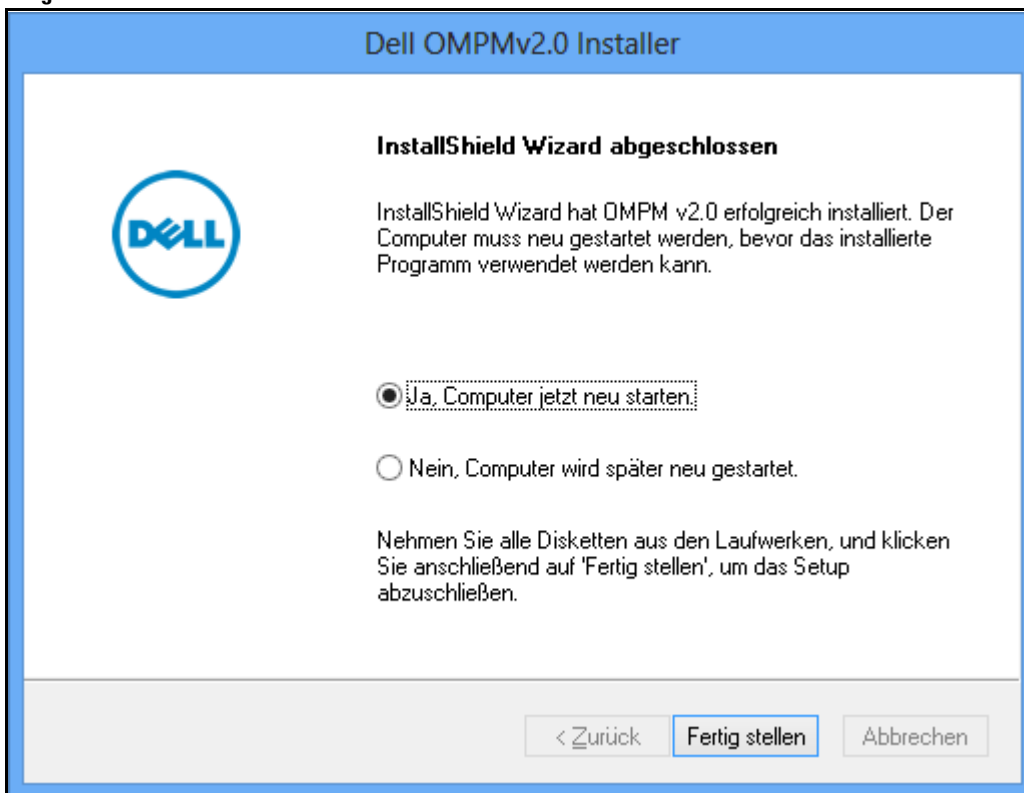 Dell OMPMv2.0 Installer
InstallShield Wizard abgeschlossen
DELL
InstallShield Wizard hat OMPM v2.0 erfolgreich installiert. Der
Computer muss neu gestartet werden, bevor das installierte
Programm verwendet werden kann.
Ja, Computer jetzt neu starten.
Nein, Computer wird später neu gestartet.
Nehmen Sie alle Disketten aus den Laufwerken, und klicken
Sie anschließend auf 'Fertig stellen', um das Setup
abzuschließen.
< Zurück Fertig stellen Abbrechen